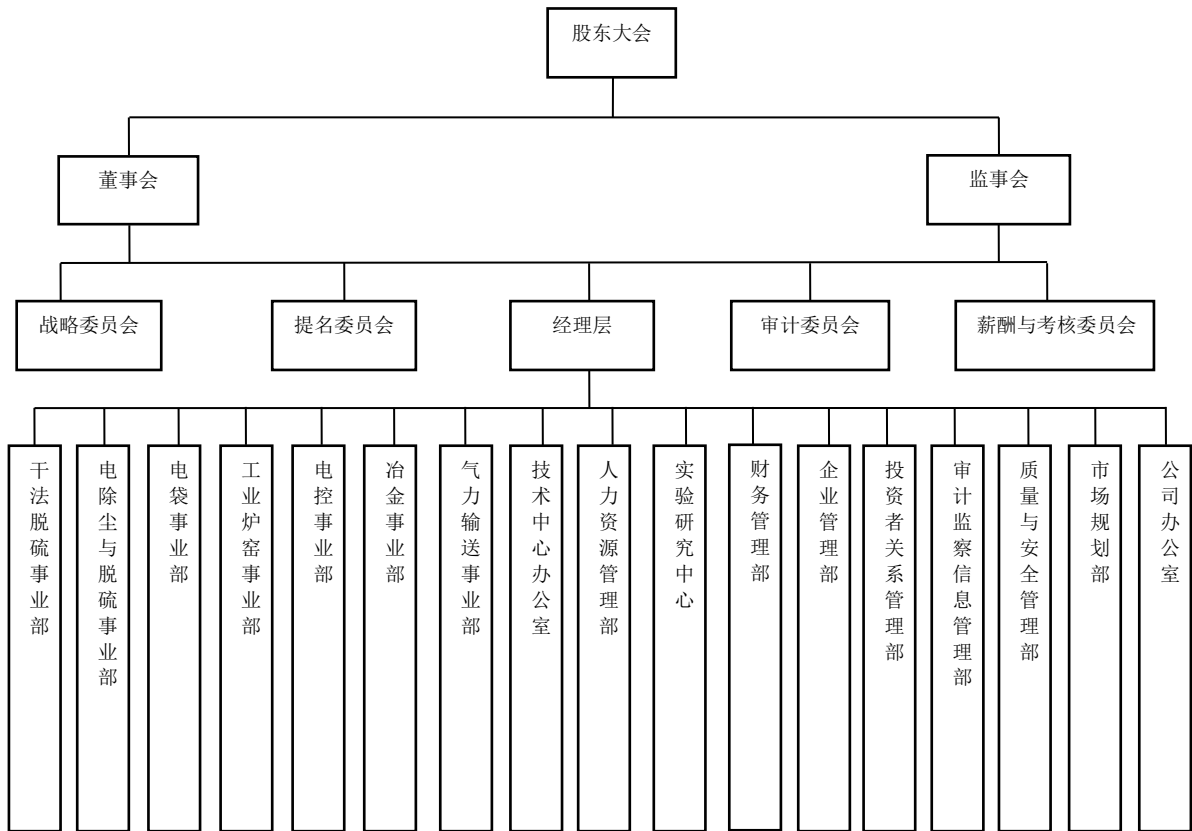 股东大会
董事会
监事会
战略委员会
提名委员会
经理层
审计委员会
薪酬与考核委员会
干法脱硫事业部
电除尘与脱硫事业部
电袋事业部
工业炉窑事业部
电控事业部
冶金事业部
气力输送事业部
技术中心办公室
人力资源管理部
实验研究中心
财务管理部
企业管理部
投资者关系管理部
审计监察信息管理部
质量与安全管理部
市场规划部
公司办公室